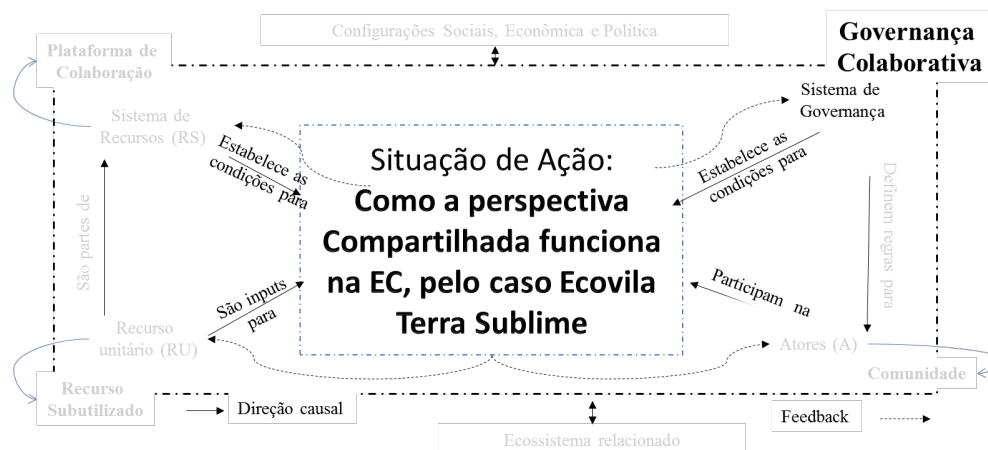 Configurações Sociais, Econômica e Política
Governança
Colaborativa
Plataforma de
Colaboração
Sistema de
Governança
Sistema de
Recursos (RS)
Estabelece as
condições para
Estabelece as
condições para
Situação de Ação:
Como a perspectiva
Compartilhada funciona
na EC, pelo caso Ecovila
Terra Sublime
Definem regras para
São partes de
São inputs
para
Participam na
Recurso
unitário (RU)
Atores (A)
Comunidade
Recurso
Subutilizado
Direção causal
Feedback
Ecossistema relacionado